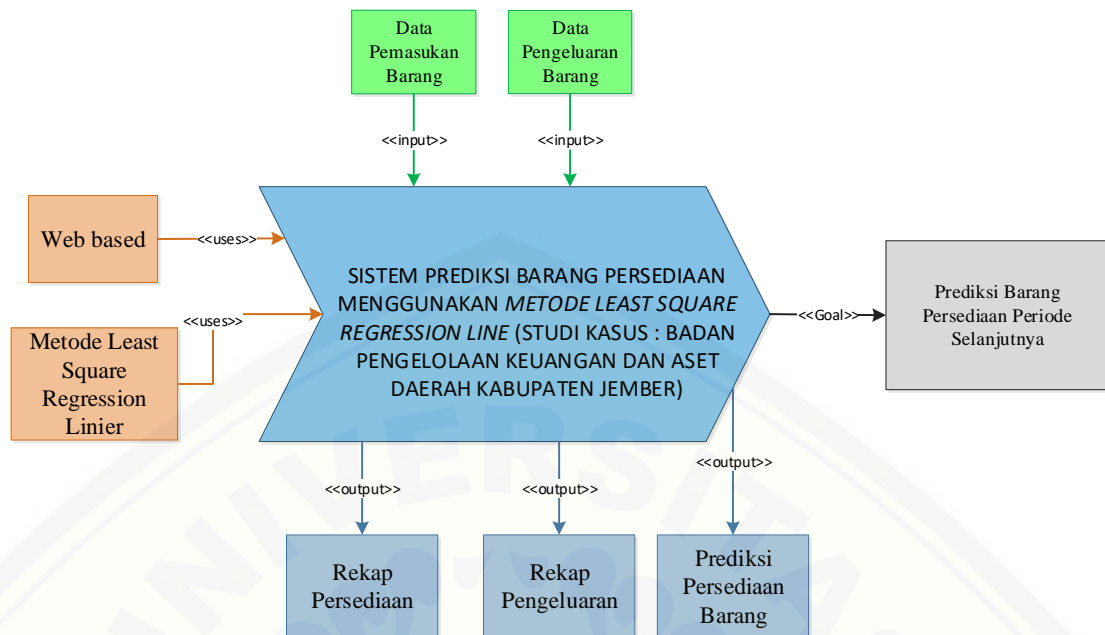 Data
Pemasukan
Barang
Data
Pengeluaran
Barang
<<input>>
<<input>>
Web based
<<uses>>
<<uses>>
Metode Least
Square
Regression
Linier
SISTEM PREDIKSI BARANG PERSEDIAAN
MENGGUNAKAN METODE LEAST SQUARE
REGRESSION LINE (STUDI KASUS : BADAN
PENGELOLAAN KEUANGAN DAN ASET
DAERAH KABUPATEN JEMBER)
<<Goal>>
Prediksi Barang
Persediaan Periode
Selanjutnya
<<output>>
<<output>>
<<output>>
Rekap
Persediaan
Rekap
Pengeluaran
Prediksi
Persediaan
Barang
UNIVERSITA